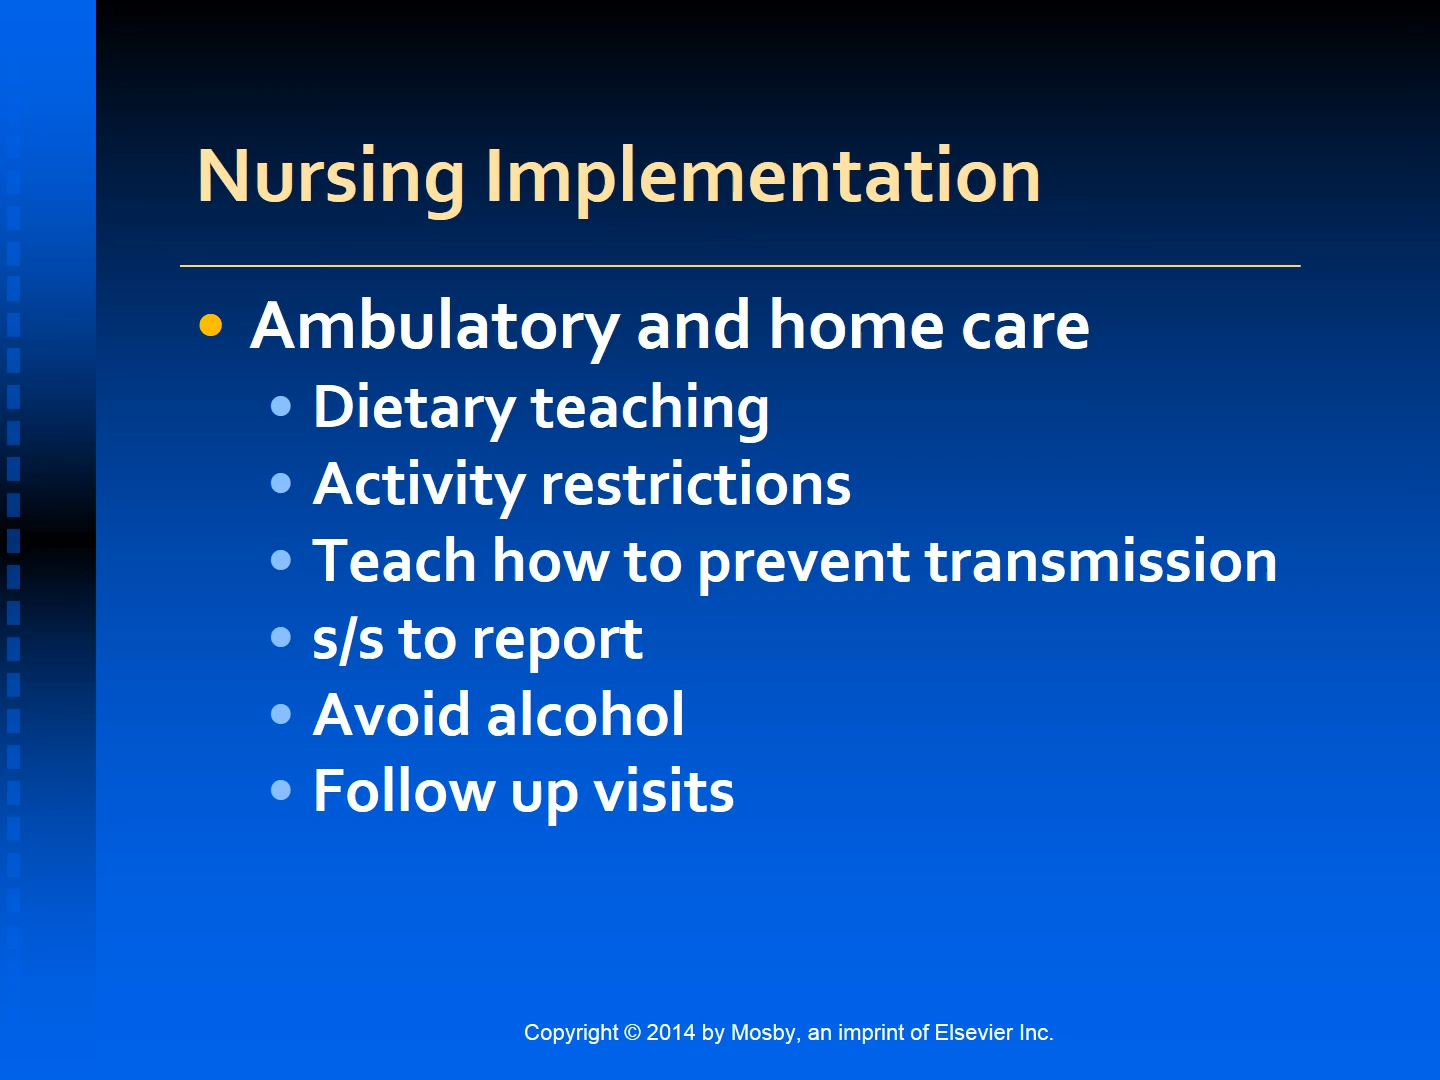 Nursing Implementation
• Ambulatory and home care
• Dietary teaching
• Activity restrictions
• Teach how to prevent transmission
• s/s to report
• Avoid alcohol
• Follow up visits
Copyright © 2014 by Mosby, an imprint of Elsevier Inc.